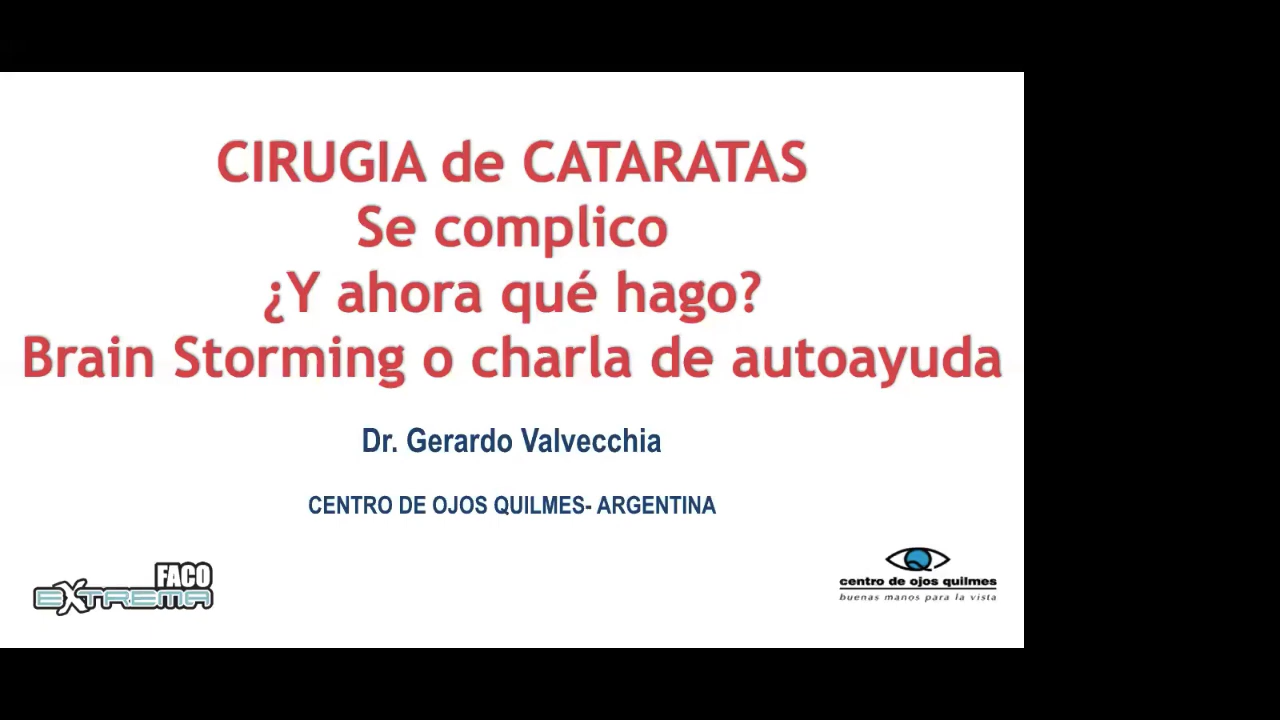 CIRUGIA de CATARATAS
Se complico
¿Y ahora qué hago?
Brain Storming o charla de autoayuda
Dr. Gerardo Valvecchia
CENTRO DE OJOS QUILMES- ARGENTINA
FACO
EXTREMA
centro de ojos quilmes
buenas manos para la vista